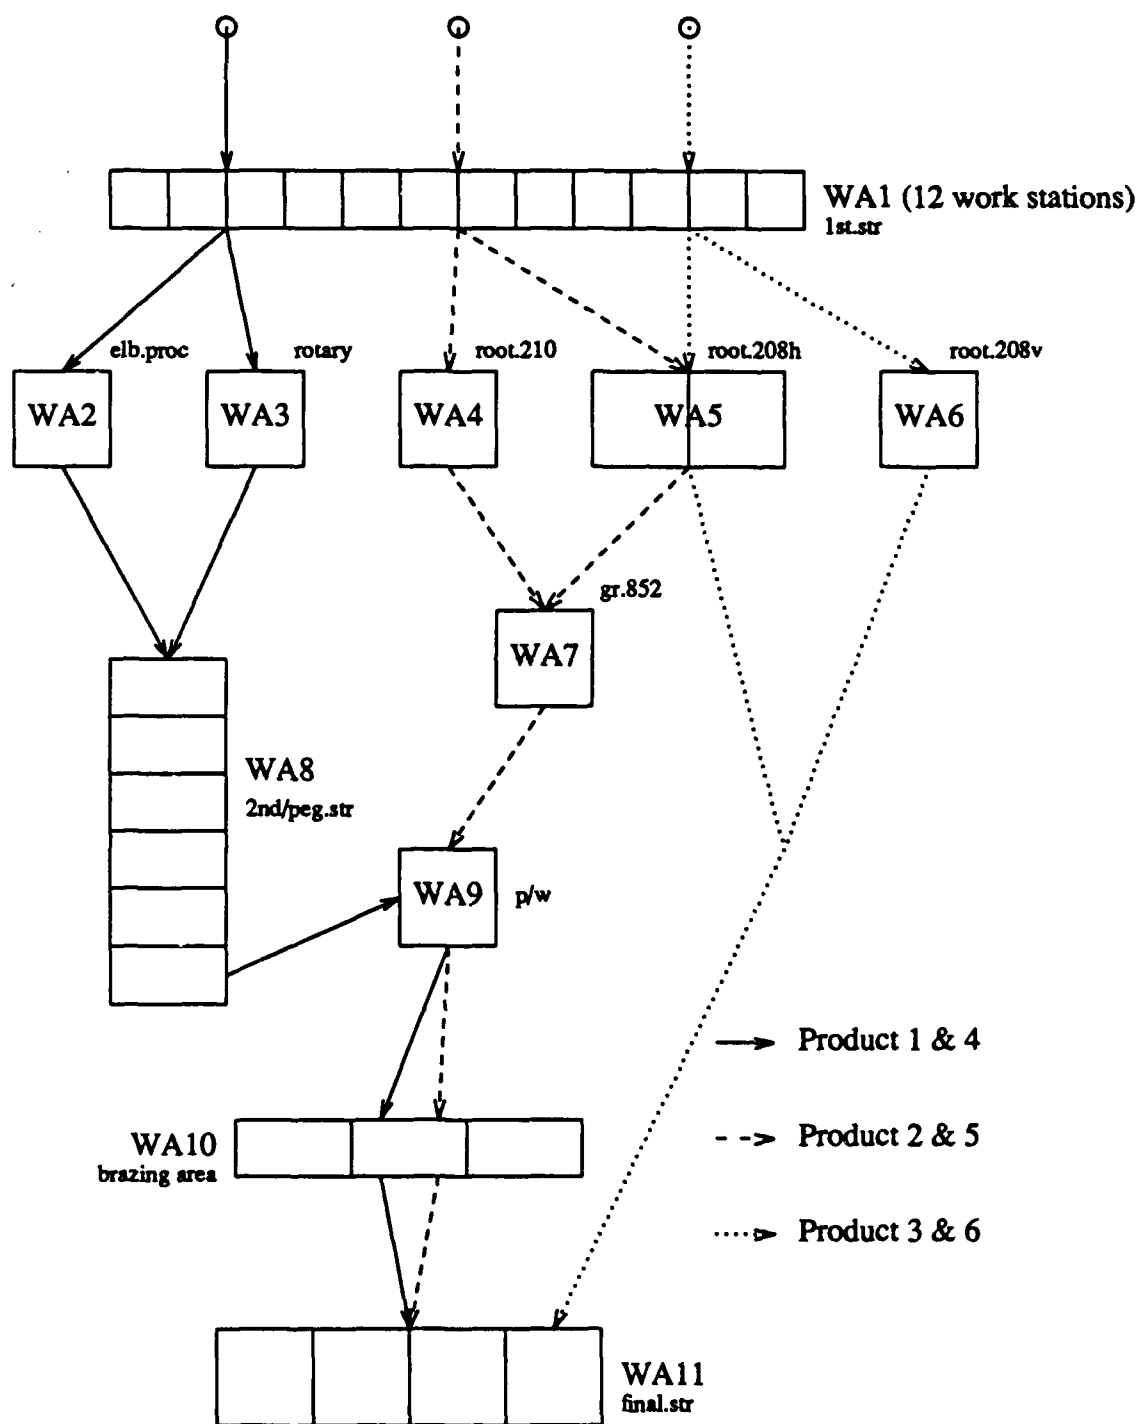 WA1 (12 work stations)
1st.str
elb.proc
rotary
root.210
root.208h
root.208v
WA2
WA3
WA4
WA5
WA6
gr.852
WA7
WA8
2nd/peg.str
WA9
p/w
Product 1 & 4
WA10
brazing area
Product 2 & 5
Product 3 & 6
WA11
final.str